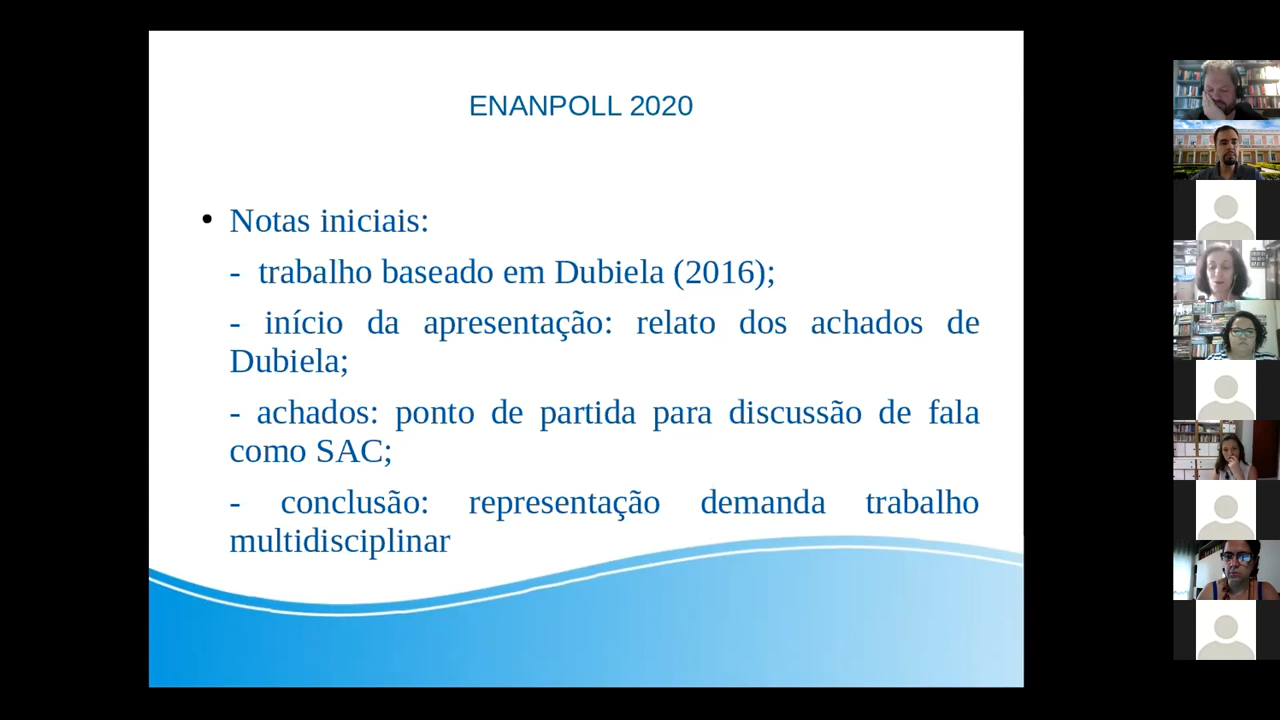 ENANPOLL 2020
• Notas iniciais:
- trabalho baseado em Dubiela (2016);
- início da apresentação: relato dos achados de
Dubiela;
- achados: ponto de partida para discussão de fala
como SAC;
- conclusão: representação demanda trabalho
multidisciplinar